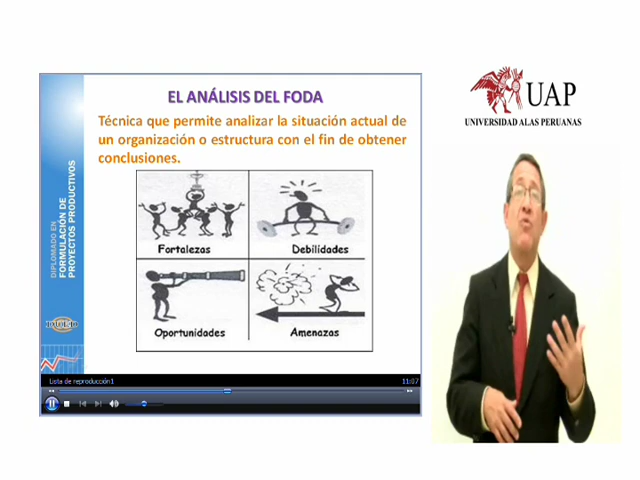 EL ANÁLISIS DEL FODA
Técnica que permite analizar la situación actual de
un organización o estructura con el fin de obtener
conclusiones.
Fortalezas
Debilidades
Oportunidades
Amenazas
DIPLOMADO EN
FORMULACIÓN DE
PROYECTOS PRODUCTIVOS
Lista de reproducción1
11:07
UAP
UNIVERSIDAD ALAS PERUANAS